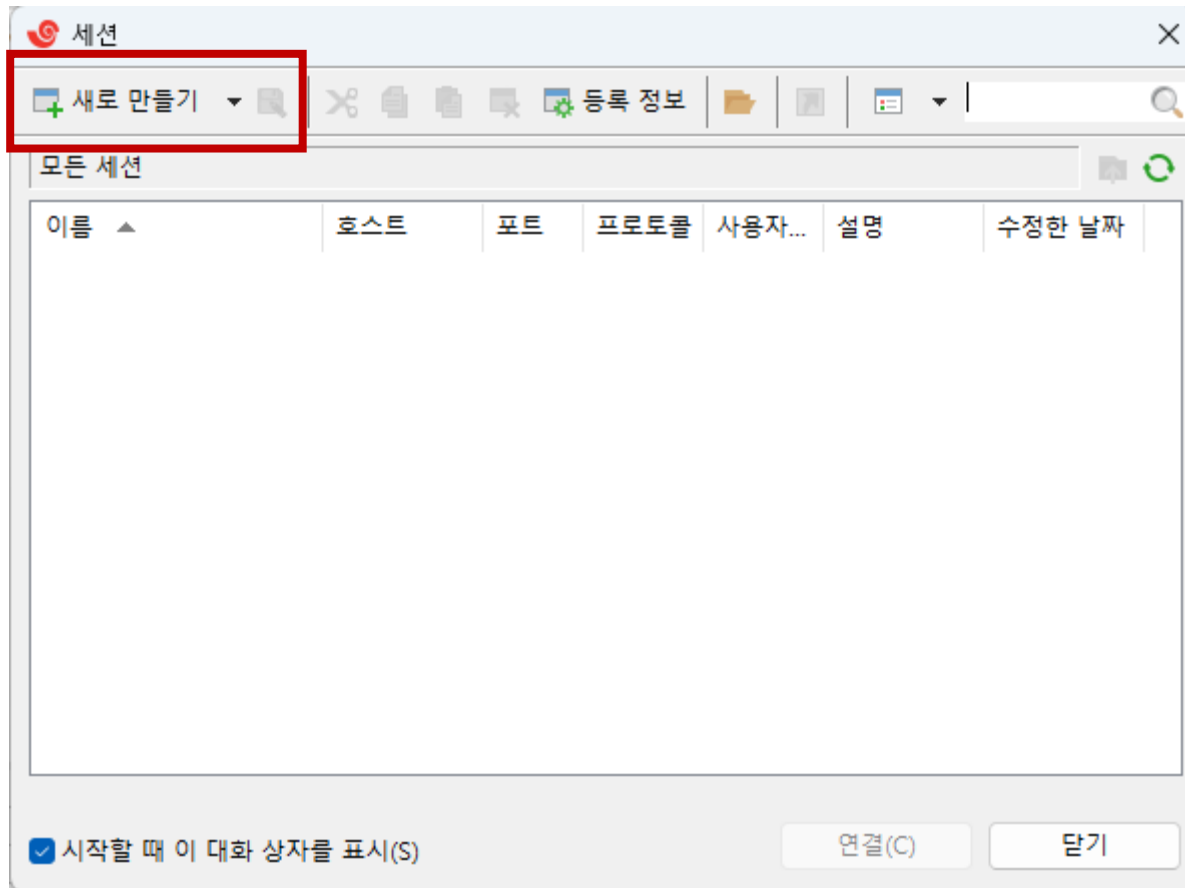 세션
새로 만들기 등록 정보
모든 세션
이름 호스트 포트 프로토콜 사용자... 설명 수정한 날짜
시작할 때 이 대화 상자를 표시(S) 연결(C) 닫기